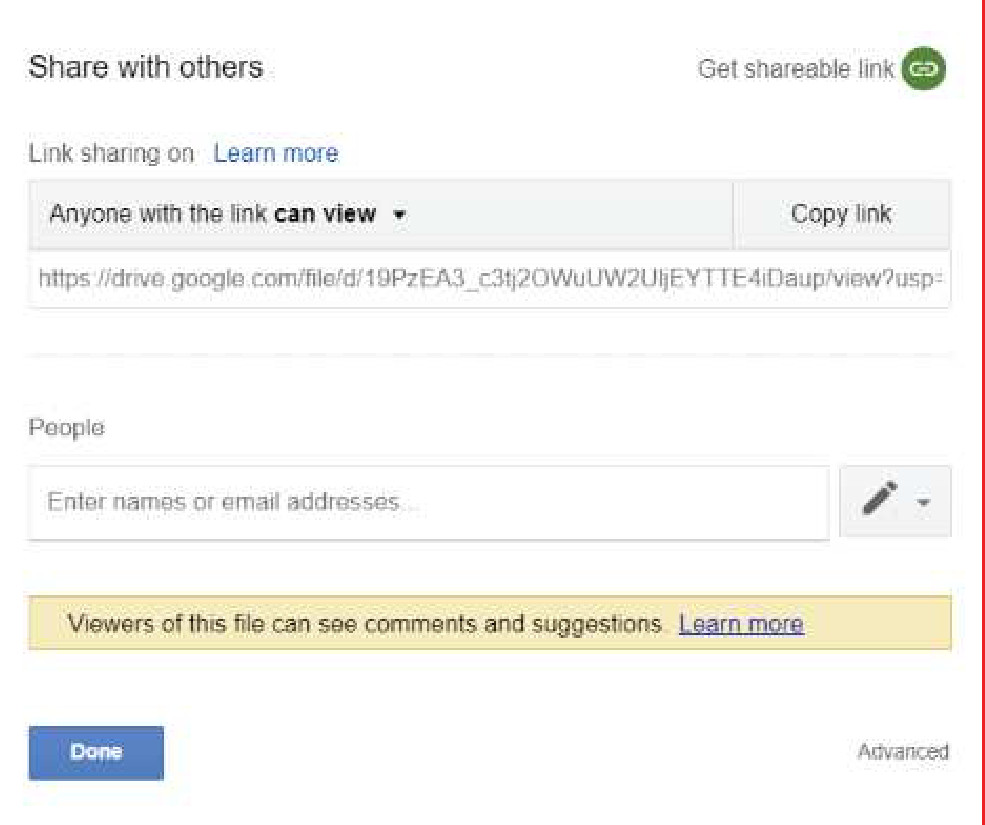 Share with others
Get shareable link
Link sharing on Learn more
Anyone with the link can view
Copy link
https://drive.google.com/file/d/19PzEA3_c3tj2OWuUW2UIjEYTTE4iDaup/view?usp=
People
Enter names or email addresses...
Viewers of this file can see comments and suggestions. Learn more
Done
Advanced